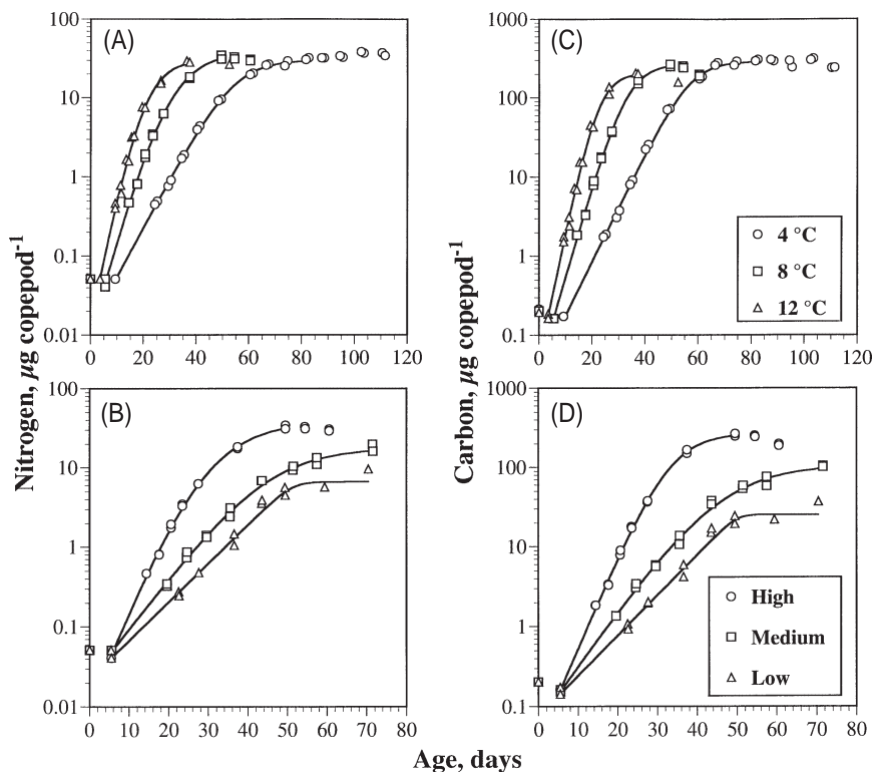 (A)
100
10
1
0.1
0.01
0 20 40 60 80 100 120
(C)
1000
100
10
1
0.1
0 20 40 60 80 100 120
4 °C
8 °C
12 °C
Nitrogen, µg copepod-1
Carbon, µg copepod-1
(B)
100
10
1
0.1
0.01
0 10 20 30 40 50 60 70 80
(D)
1000
100
10
1
0.1
0 10 20 30 40 50 60 70 80
High
Medium
Low
Age, days